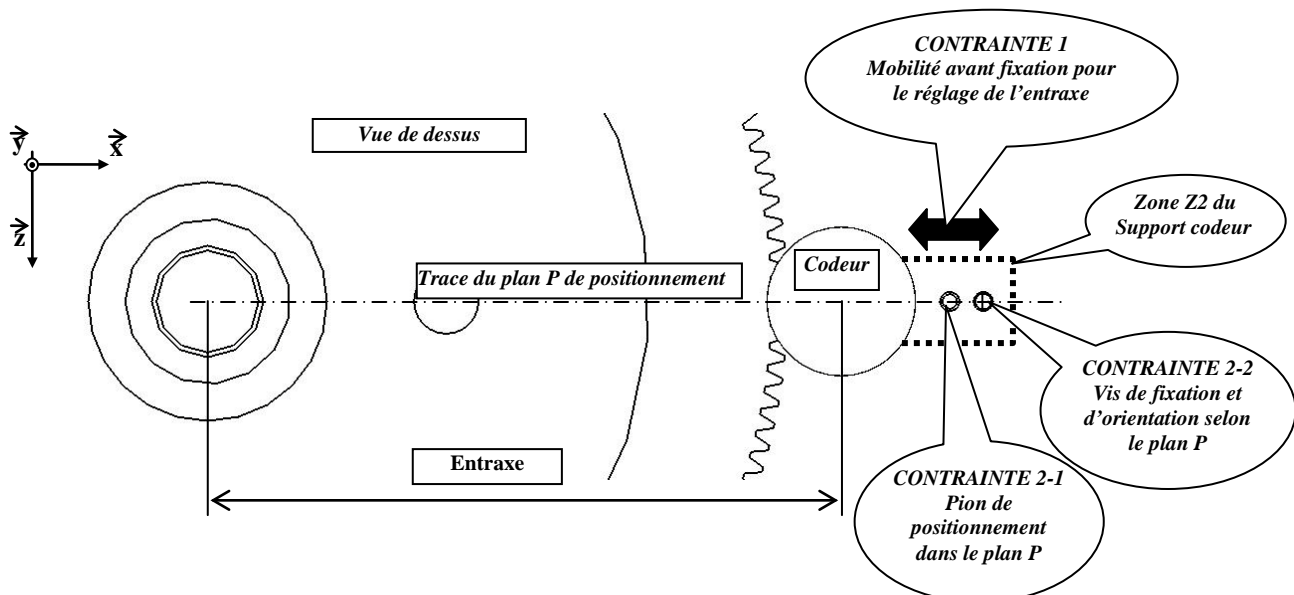 CONTRAINTE 1
Mobilité avant fixation pour
le réglage de l'entraxe
Vue de dessus
y
x
z
Zone Z2 du
Support codeur
Trace du plan P de positionnement
Codeur
CONTRAINTE 2-2
Vis de fixation et
d'orientation selon
le plan P
Entraxe
CONTRAINTE 2-1
Pion de
positionnement
dans le plan P